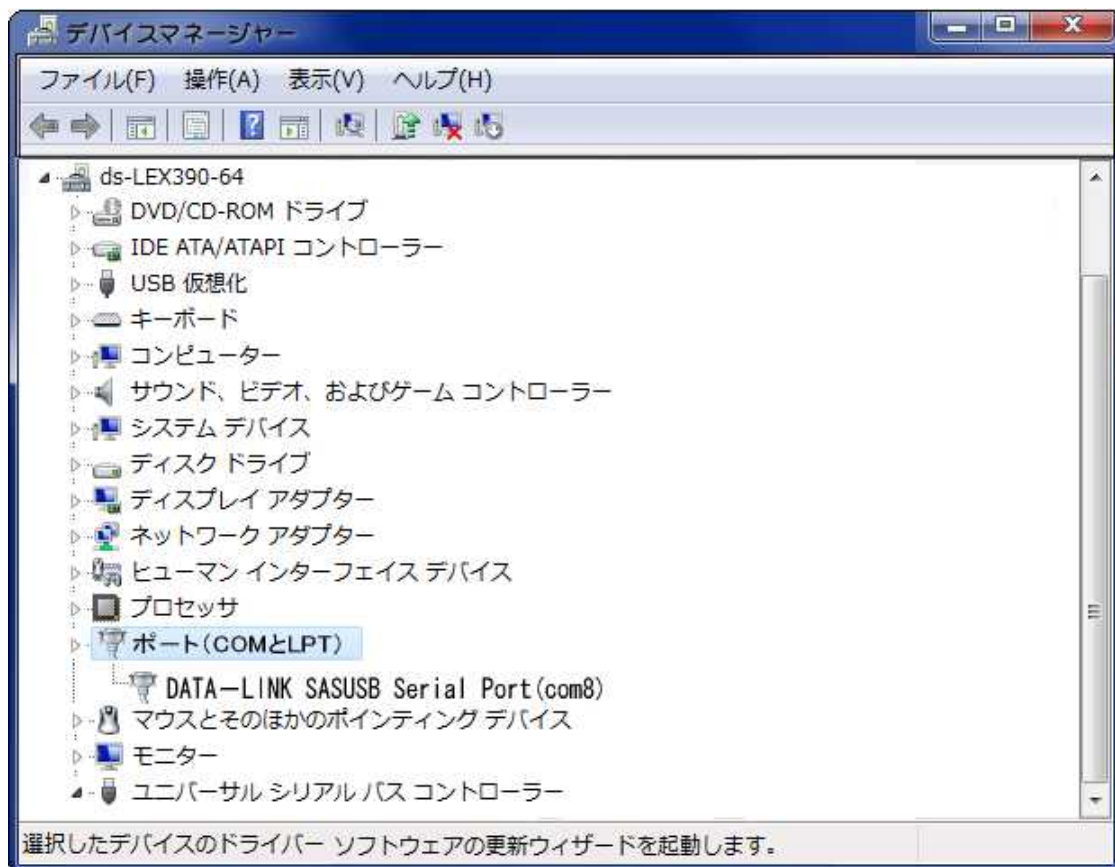 デバイスマネージャー
ファイル(F) 操作(A) 表示(V) ヘルプ(H)
ds-LEX390-64
DVD/CD-ROM ドライブ
IDE ATA/ATAPI コントローラー
USB 仮想化
キーボード
コンピューター
サウンド、ビデオ、およびゲーム コントローラー
システム デバイス
ディスク ドライブ
ディスプレイ アダプター
ネットワーク アダプター
ヒューマン インターフェイス デバイス
プロセッサ
ポート(COMとLPT)
DATA−LINK SASUSB Serial Port(com8)
マウスとそのほかのポインティング デバイス
モニター
ユニバーサル シリアル バス コントローラー
選択したデバイスのドライバー ソフトウェアの更新ウィザードを起動します。